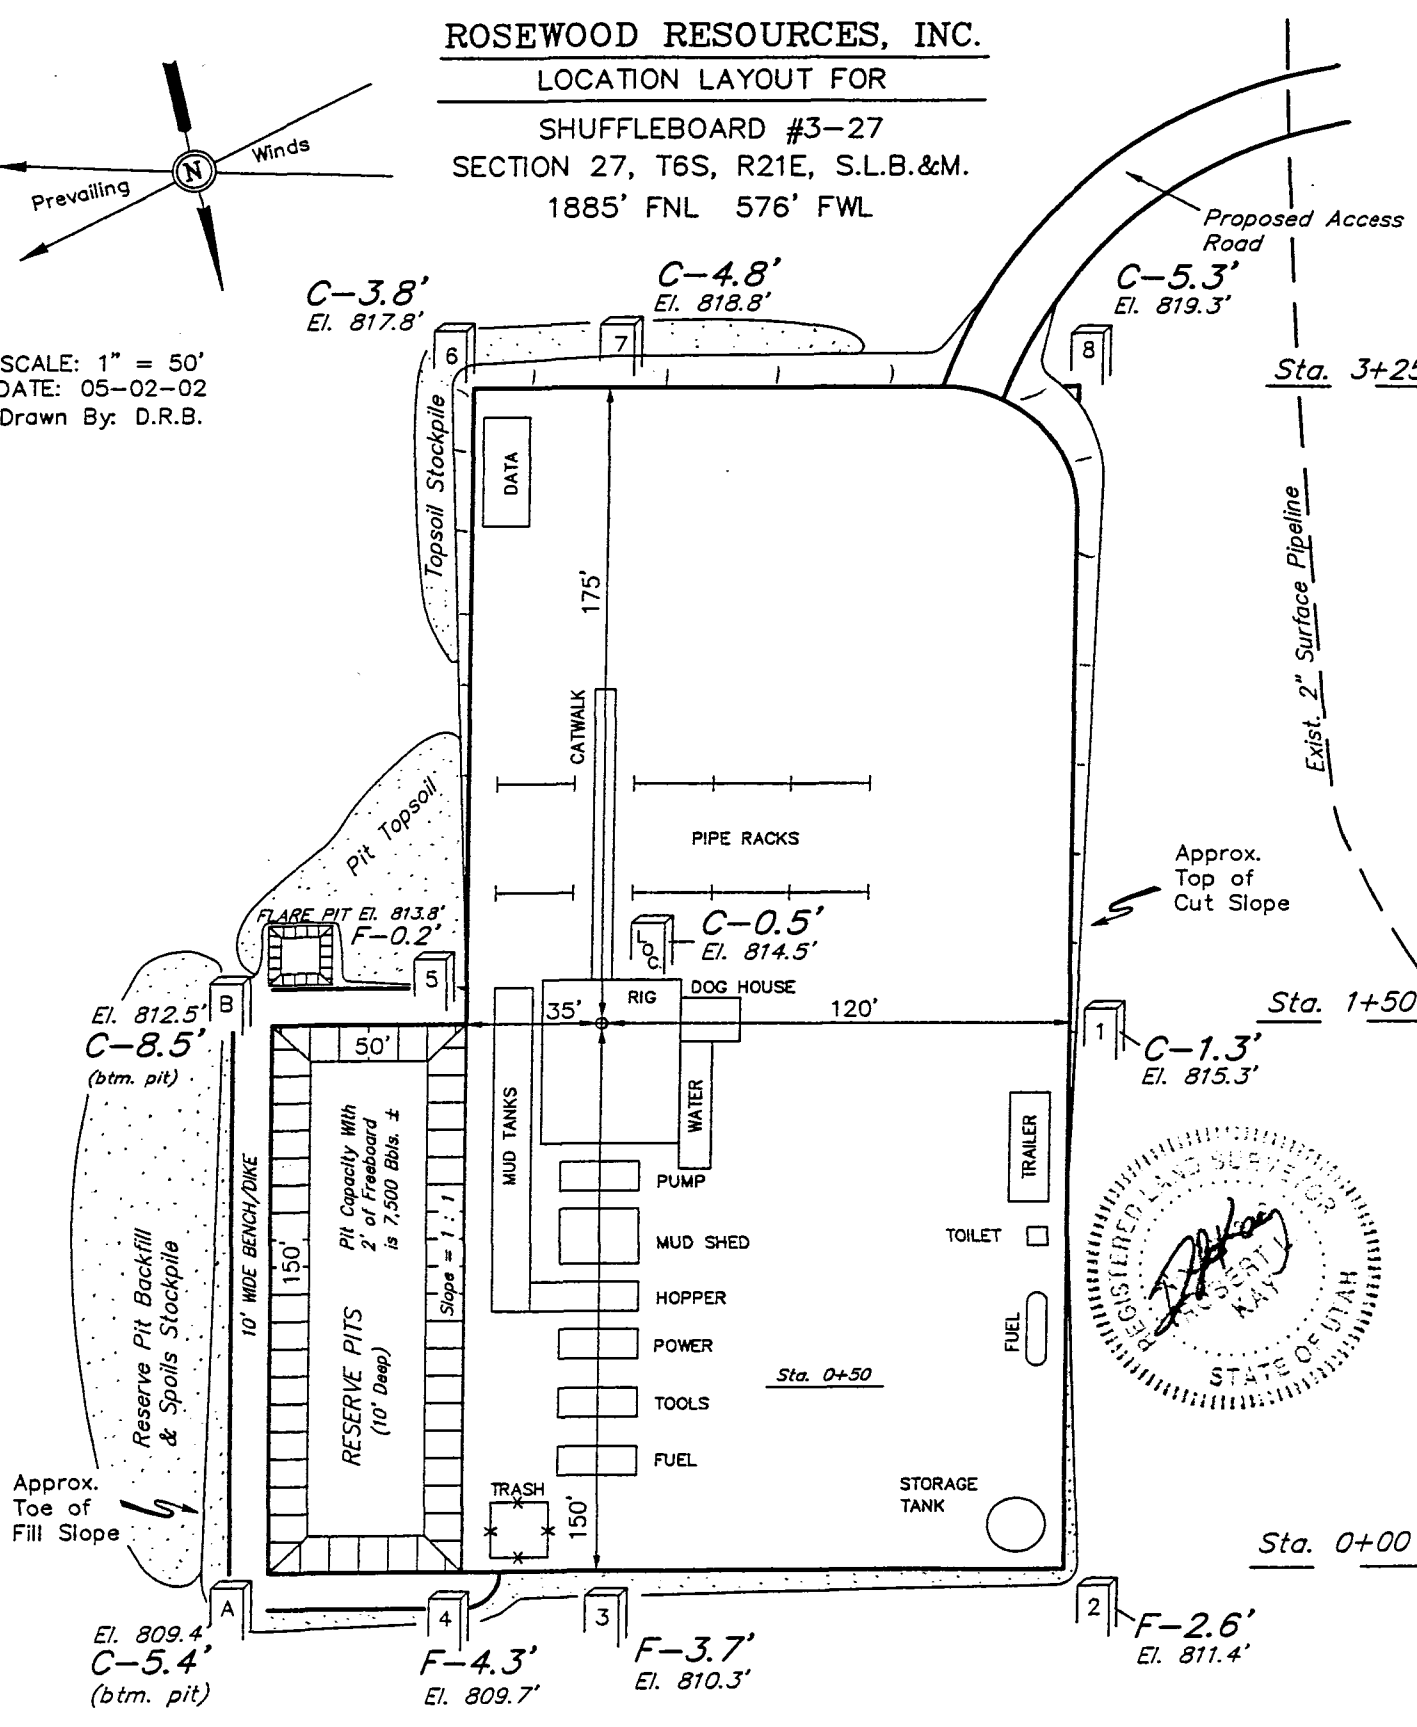 ROSEWOOD RESOURCES, INC.
LOCATION LAYOUT FOR
SHUFFLEBOARD #3-27
SECTION 27, T6S, R21E, S.L.B.&M.
1885' FNL 576' FWL
N
Winds
Prevailing
SCALE: 1" = 50'
DATE: 05-02-02
Drawn By: D.R.B.
Proposed Access
Road
C-3.8'
El. 817.8'
C-4.8'
El. 818.8'
C-5.3'
El. 819.3'
6
7
8
Sta. 3+25
Topsoil Stockpile
DATA
175'
Exist. 2" Surface Pipeline
CATWALK
PIPE RACKS
Pit Topsoil
Approx.
Top of
Cut Slope
FLARE PIT El. 813.8'
F-0.2'
5
LOC.
C-0.5'
El. 814.5'
B
El. 812.5'
C-8.5'
(btm. pit)
RIG
DOG HOUSE
35'
120'
1
Sta. 1+50
C-1.3'
El. 815.3'
50'
Pit Capacity With
2' of Freeboard
is 7,500 Bbls. ±
MUD TANKS
WATER
TRAILER
PUMP
MUD SHED
TOILET
HOPPER
POWER
FUEL
TOOLS
FUEL
Sta. 0+50
10' WIDE BENCH/DIKE
150'
Slope = 1 : 1
RESERVE PITS
(10' Deep)
Reserve Pit Backfill
& Spoils Stockpile
REGISTERED LAND SURVEYOR
ROBERT L.
KAY
STATE OF UTAH
Approx.
Toe of
Fill Slope
TRASH
150'
STORAGE
TANK
Sta. 0+00
A
4
3
2
El. 809.4'
C-5.4'
(btm. pit)
F-4.3'
El. 809.7'
F-3.7'
El. 810.3'
F-2.6'
El. 811.4'